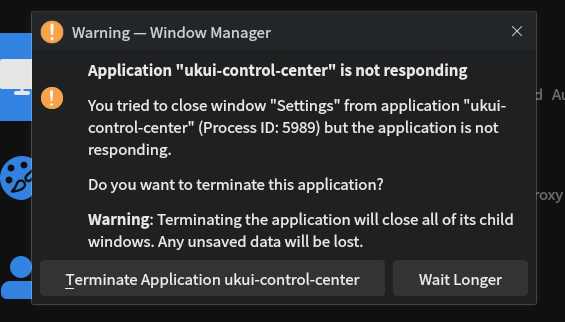 Warning — Window Manager
Application "ukui-control-center" is not responding
You tried to close window "Settings" from application "ukui-
control-center" (Process ID: 5989) but the application is not
responding.
Do you want to terminate this application?
Warning: Terminating the application will close all of its child
windows. Any unsaved data will be lost.
Terminate Application ukui-control-center
Wait Longer